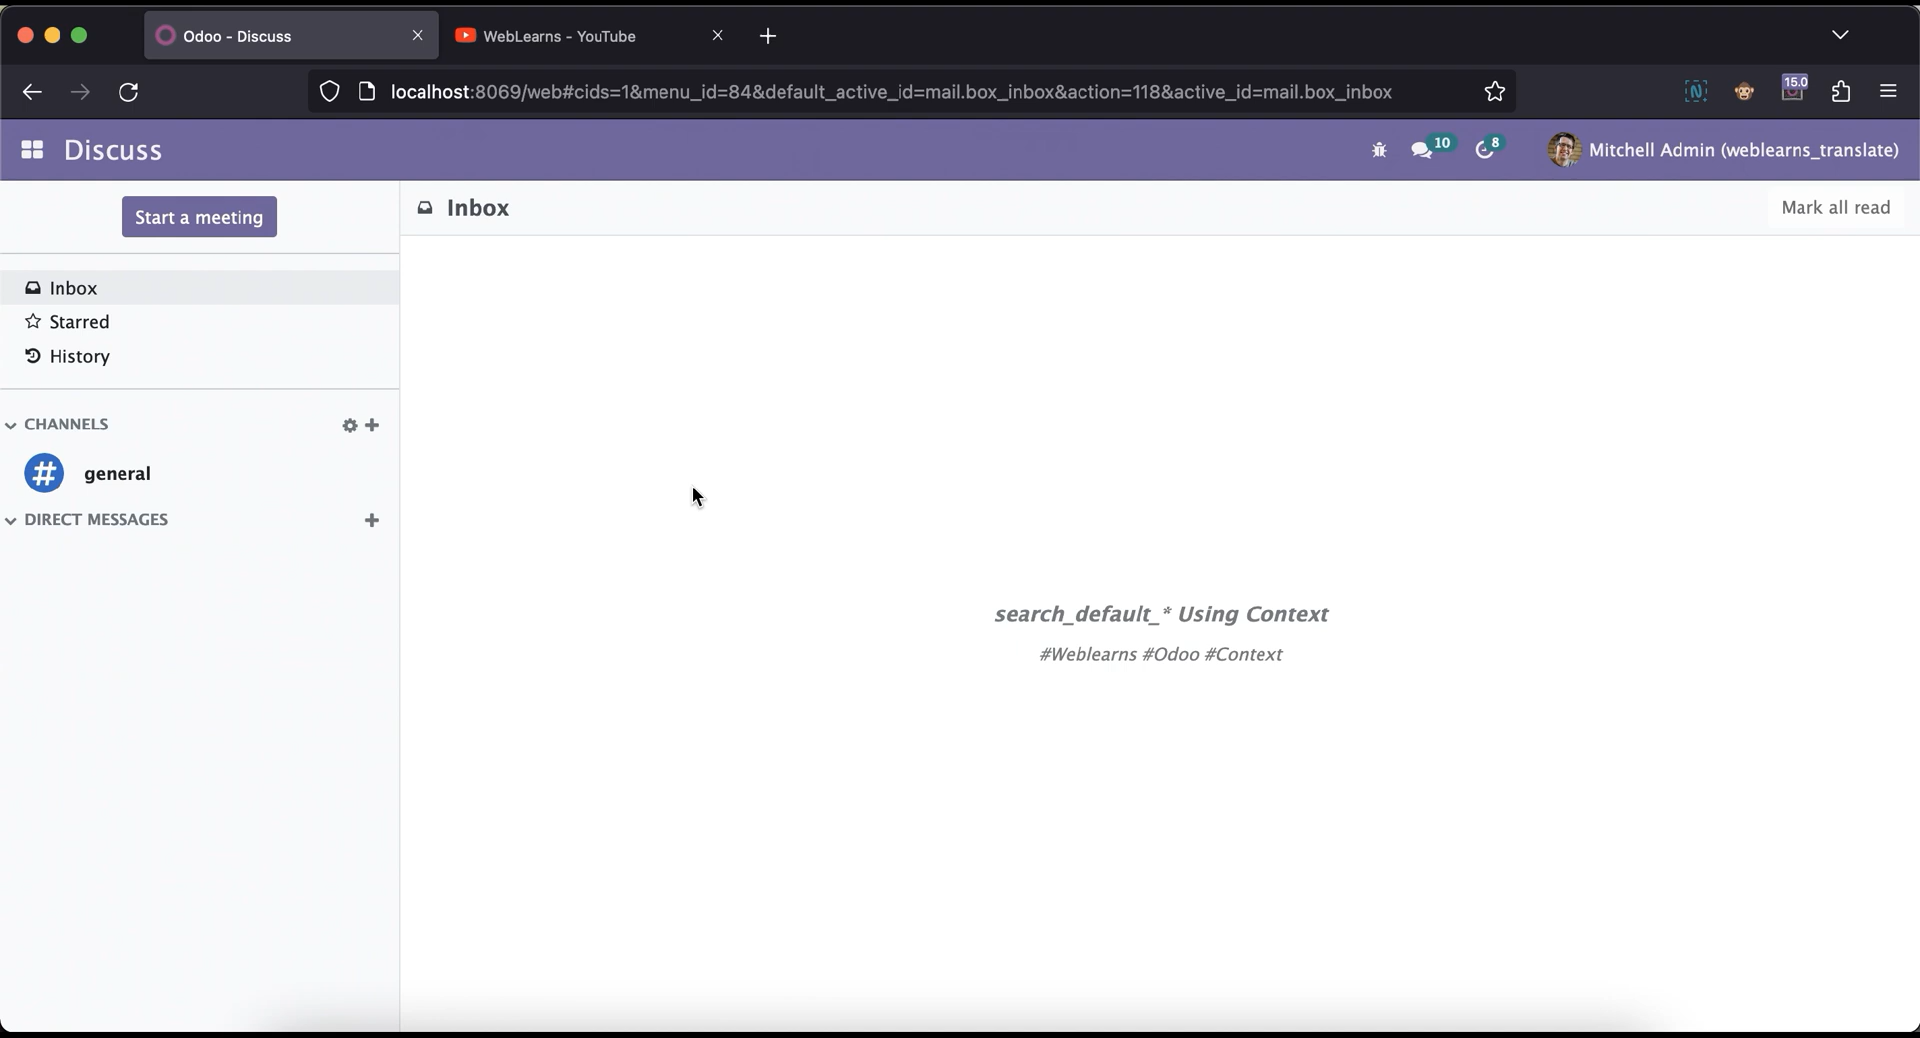 Odoo - Discuss
WebLearns - YouTube
localhost:8069/web#cids=1&menu_id=84&default_active_id=mail.box_inbox&action=118&active_id=mail.box_inbox
15.0
Discuss
10
8
Mitchell Admin (weblearns_translate)
Start a meeting
Inbox
Mark all read
Inbox
Starred
History
CHANNELS
# general
DIRECT MESSAGES
search_default_* Using Context
#Weblearns #Odoo #Context